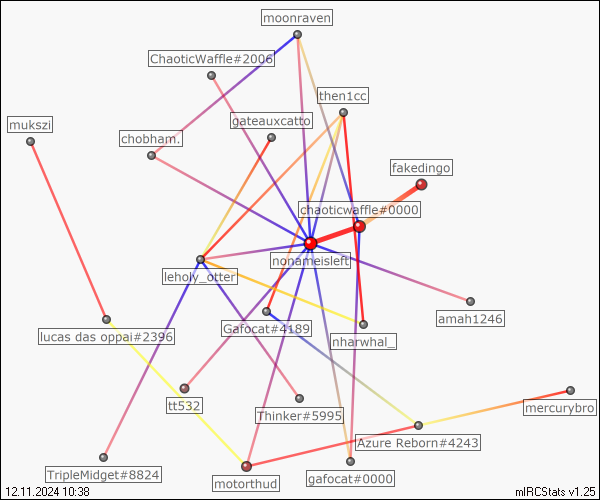 moonraven
ChaoticWaffle#2006
then1cc
gateauxcatto
mukszi
chobham.
fakedingo
chaoticwaffle#0000
nonameisleft
leholy_otter
amah1246
Gafocat#4189
lucas das oppai#2396
nharwhal_
tt532
mercurybro
Thinker#5995
Azure Reborn#4243
TripleMidget#8824
gafocat#0000
motorthud
12.11.2024 10:38
mIRCStats v1.25